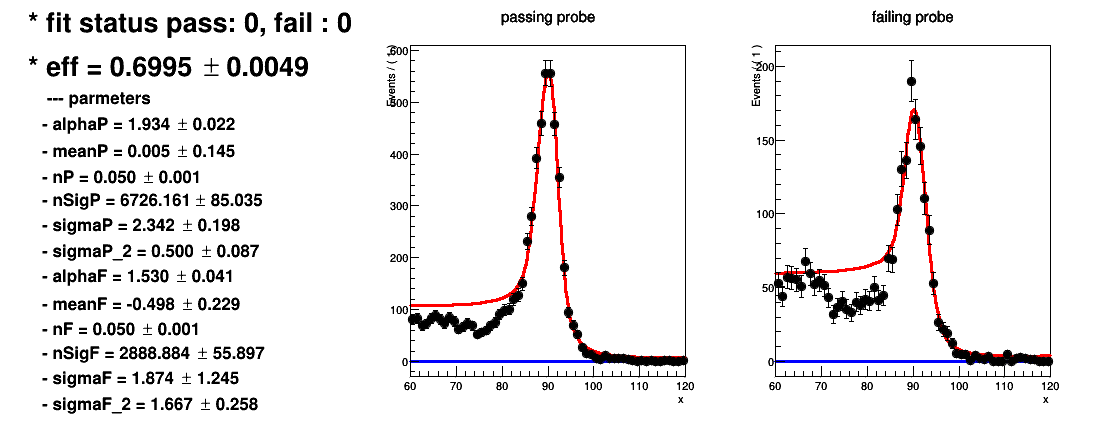 * fit status pass: 0, fail : 0
* eff = 0.6995 ± 0.0049
--- parmeters
- alphaP = 1.934 ± 0.022
- meanP = 0.005 ± 0.145
- nP = 0.050 ± 0.001
- nSigP = 6726.161 ± 85.035
- sigmaP = 2.342 ± 0.198
- sigmaP_2 = 0.500 ± 0.087
- alphaF = 1.530 ± 0.041
- meanF = -0.498 ± 0.229
- nF = 0.050 ± 0.001
- nSigF = 2888.884 ± 55.897
- sigmaF = 1.874 ± 1.245
- sigmaF_2 = 1.667 ± 0.258
passing probe
Events / ( 1 )
600
500
400
300
200
100
0
60 70 80 90 100 110 120
x
failing probe
Events / ( 1 )
200
150
100
50
0
60 70 80 90 100 110 120
x